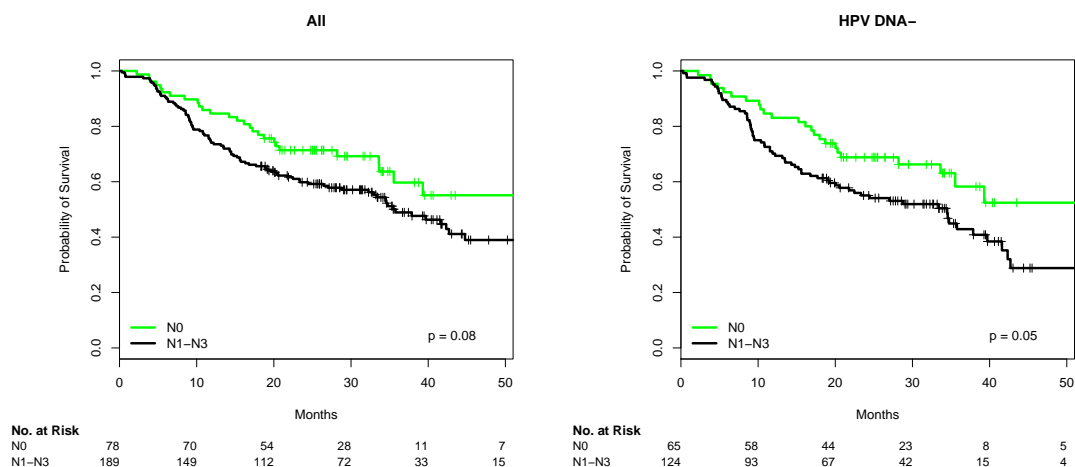 All
Probability of Survival
1.0
0.8
0.6
0.4
0.2
0.0
N0
N1−N3
p = 0.08
0 10 20 30 40 50
Months
No. at Risk
N0 78 70 54 28 11 7
N1−N3 189 149 112 72 33 15
HPV DNA−
Probability of Survival
1.0
0.8
0.6
0.4
0.2
0.0
N0
N1−N3
p = 0.05
0 10 20 30 40 50
Months
No. at Risk
N0 65 58 44 23 8 5
N1−N3 124 93 67 42 15 4